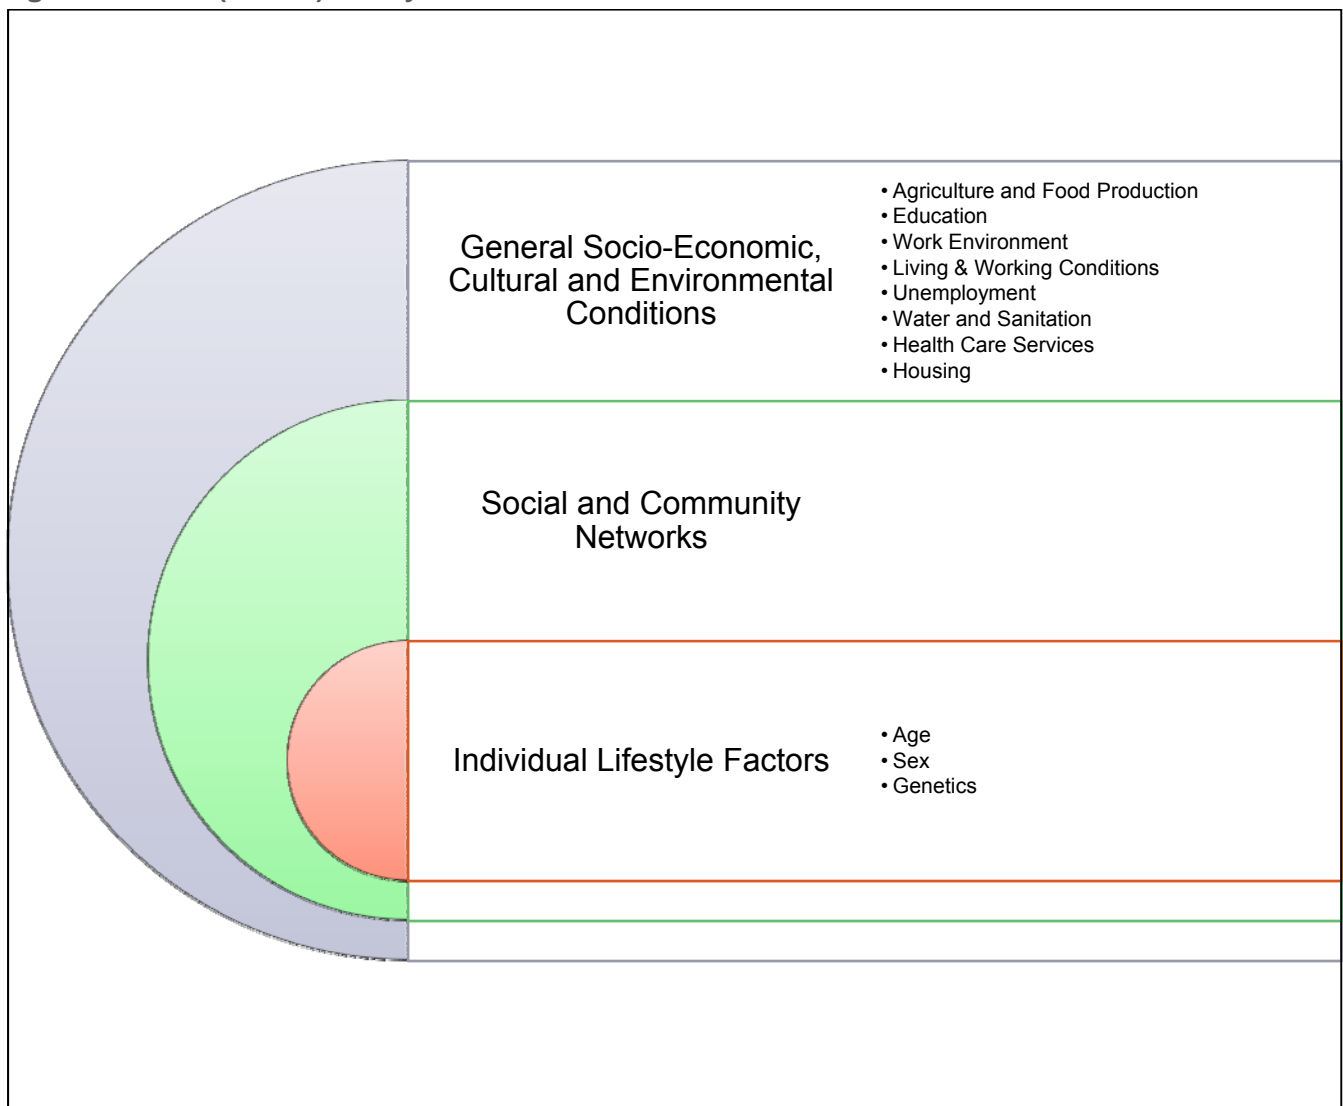 General Socio-Economic,
Cultural and Environmental
Conditions
• Agriculture and Food Production
• Education
• Work Environment
• Living & Working Conditions
• Unemployment
• Water and Sanitation
• Health Care Services
• Housing
Social and Community
Networks
Individual Lifestyle Factors
• Age
• Sex
• Genetics